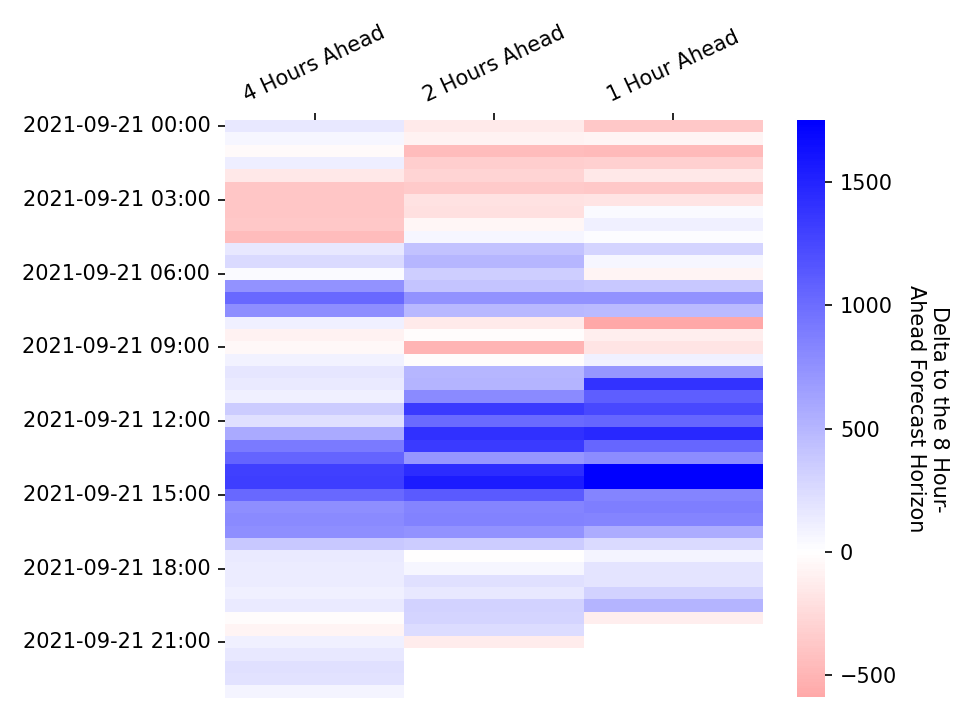 4 Hours Ahead
2 Hours Ahead
1 Hour Ahead
2021-09-21 00:00
2021-09-21 03:00
2021-09-21 06:00
2021-09-21 09:00
2021-09-21 12:00
2021-09-21 15:00
2021-09-21 18:00
2021-09-21 21:00
1500
1000
500
0
−500
Delta to the 8 Hour-
Ahead Forecast Horizon